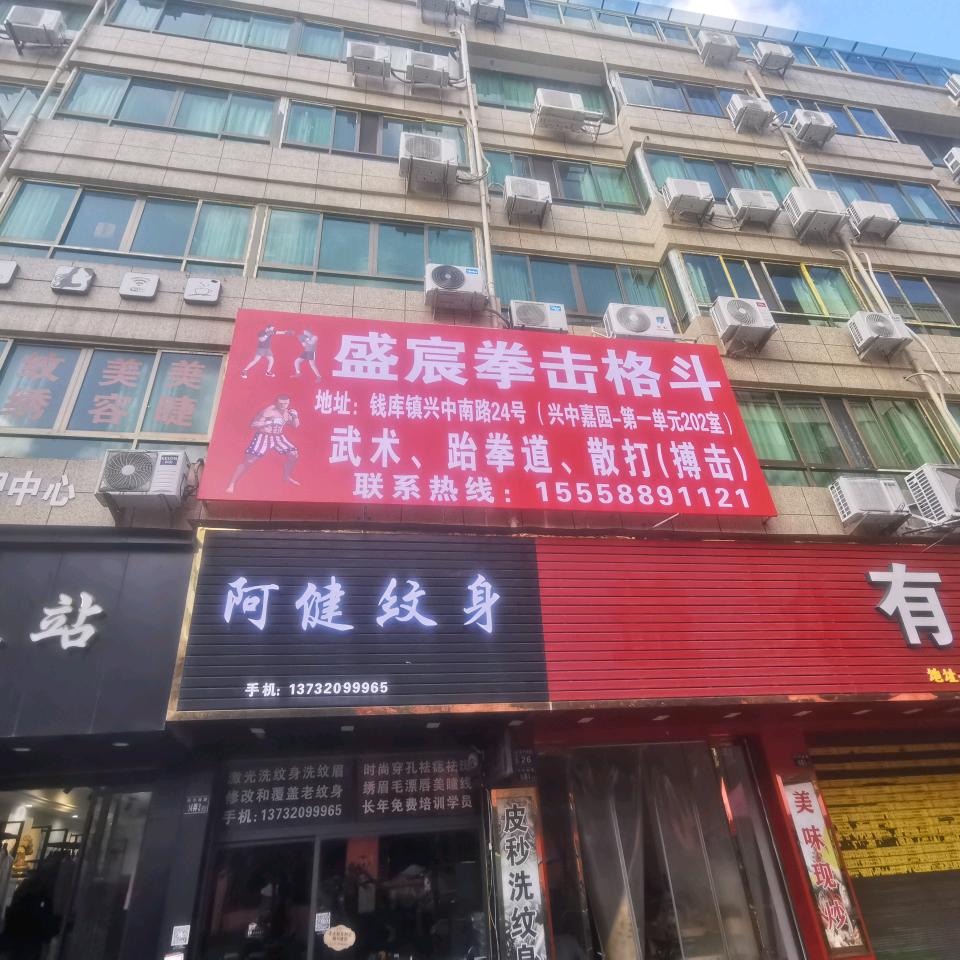 盛宸拳击格斗
地址：钱库镇兴中南路24号（兴中嘉园-第一单元202室）
武术、跆拳道、散打(搏击)
联系热线：15558891121
纹 美 美
绣 容 睫
中心
站
阿健纹身
手机: 13732099965
有
地址
激光洗纹身洗纹眉
修改和覆盖老纹身
手机: 13732099965
时尚穿孔祛痣祛斑
绣眉毛漂唇美瞳线
长年免费培训学员
皮秒洗纹身
美味现炒
26